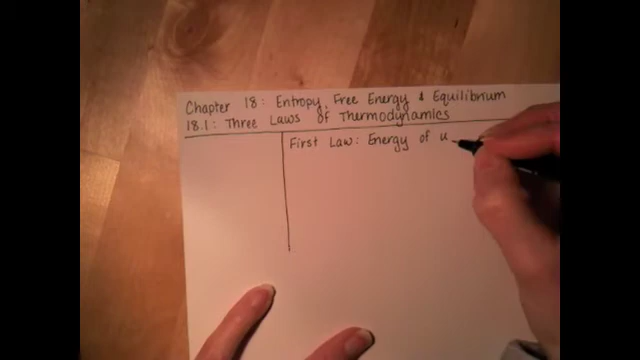 Chapter 18: Entropy, Free Energy & Equilibrium
18.1: Three Laws of Thermodynamics
First Law: Energy of u